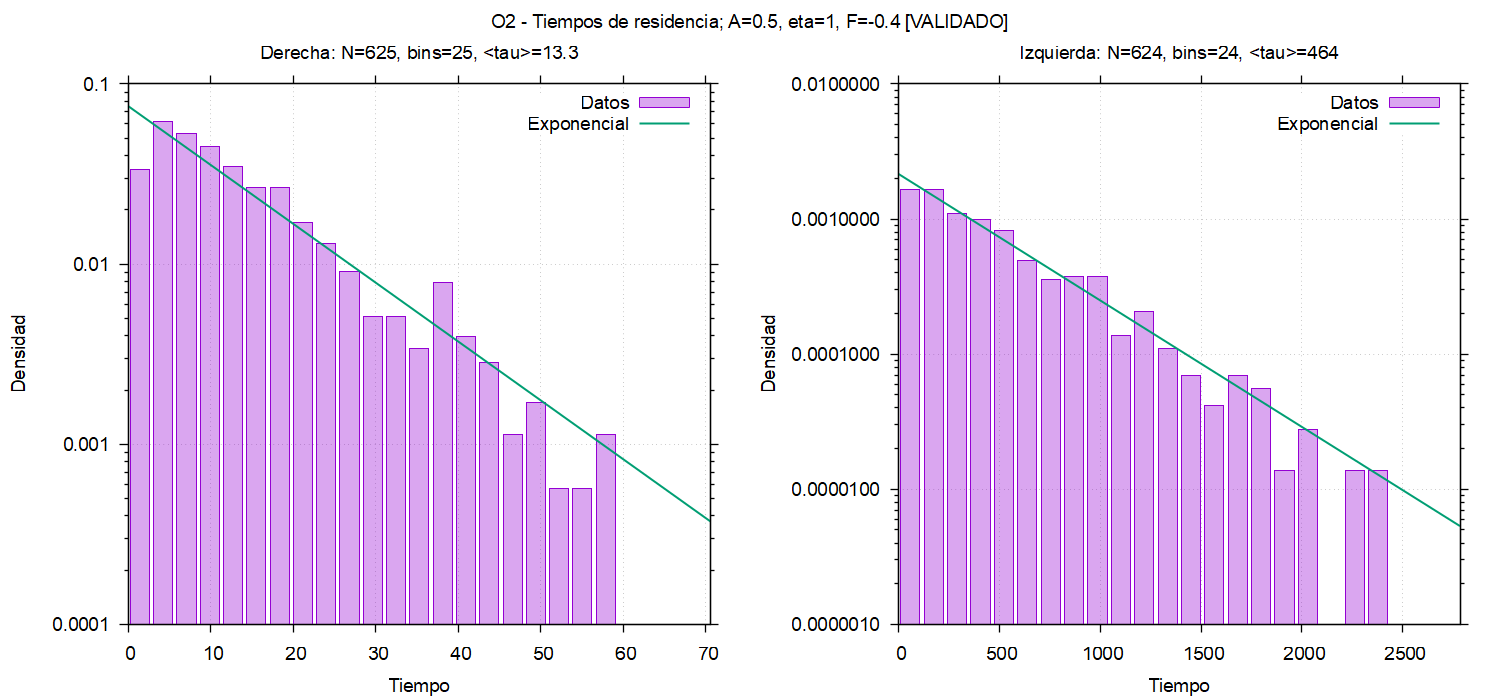 O2 - Tiempos de residencia; A=0.5, eta=1, F=-0.4 [VALIDADO]
Derecha: N=625, bins=25, <tau>=13.3
Datos
Exponencial
0.1
0.01
0.001
0.0001
Densidad
0 10 20 30 40 50 60 70
Tiempo
Izquierda: N=624, bins=24, <tau>=464
Datos
Exponencial
0.0100000
0.0010000
0.0001000
0.0000100
0.0000010
Densidad
0 500 1000 1500 2000 2500
Tiempo